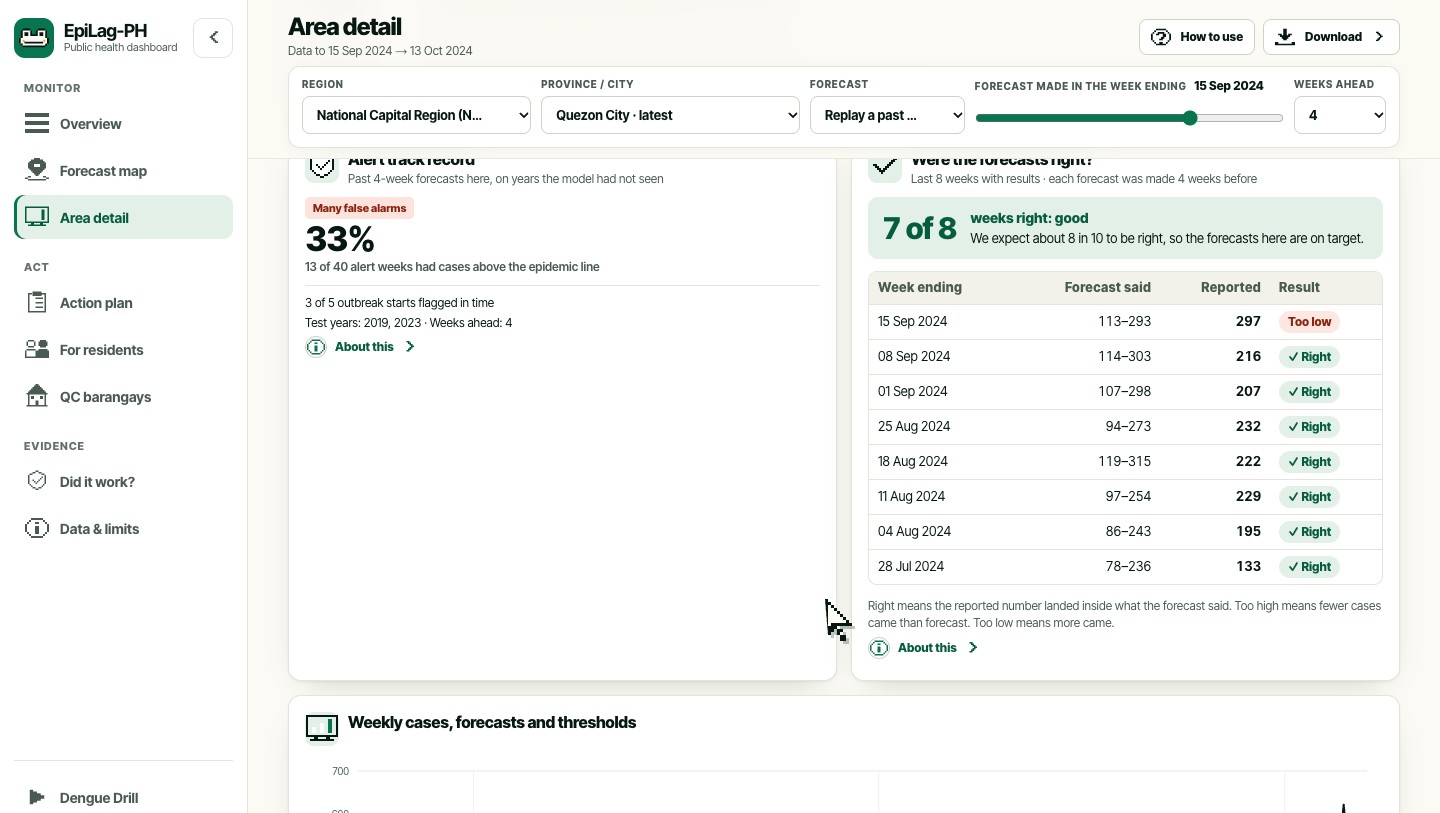 EpiLag-PH
Public health dashboard
MONITOR
Overview
Forecast map
Area detail
ACT
Action plan
For residents
QC barangays
EVIDENCE
Did it work?
Data & limits
Dengue Drill
Area detail
Data to 15 Sep 2024 → 13 Oct 2024
How to use
Download
REGION
National Capital Region (N...
PROVINCE / CITY
Quezon City · latest
FORECAST
Replay a past ...
FORECAST MADE IN THE WEEK ENDING 15 Sep 2024
WEEKS AHEAD
4
Alert track record
Past 4-week forecasts here, on years the model had not seen
Many false alarms
33%
13 of 40 alert weeks had cases above the epidemic line
3 of 5 outbreak starts flagged in time
Test years: 2019, 2023 · Weeks ahead: 4
About this
Were the forecasts right?
Last 8 weeks with results · each forecast was made 4 weeks before
7 of 8
weeks right: good
We expect about 8 in 10 to be right, so the forecasts here are on target.
Week ending Forecast said Reported Result
15 Sep 2024 113–293 297 Too low
08 Sep 2024 114–303 216 ✓ Right
01 Sep 2024 107–298 207 ✓ Right
25 Aug 2024 94–273 232 ✓ Right
18 Aug 2024 119–315 222 ✓ Right
11 Aug 2024 97–254 229 ✓ Right
04 Aug 2024 86–243 195 ✓ Right
28 Jul 2024 78–236 133 ✓ Right
Right means the reported number landed inside what the forecast said. Too high means fewer cases
came than forecast. Too low means more came.
About this
Weekly cases, forecasts and thresholds
700
600